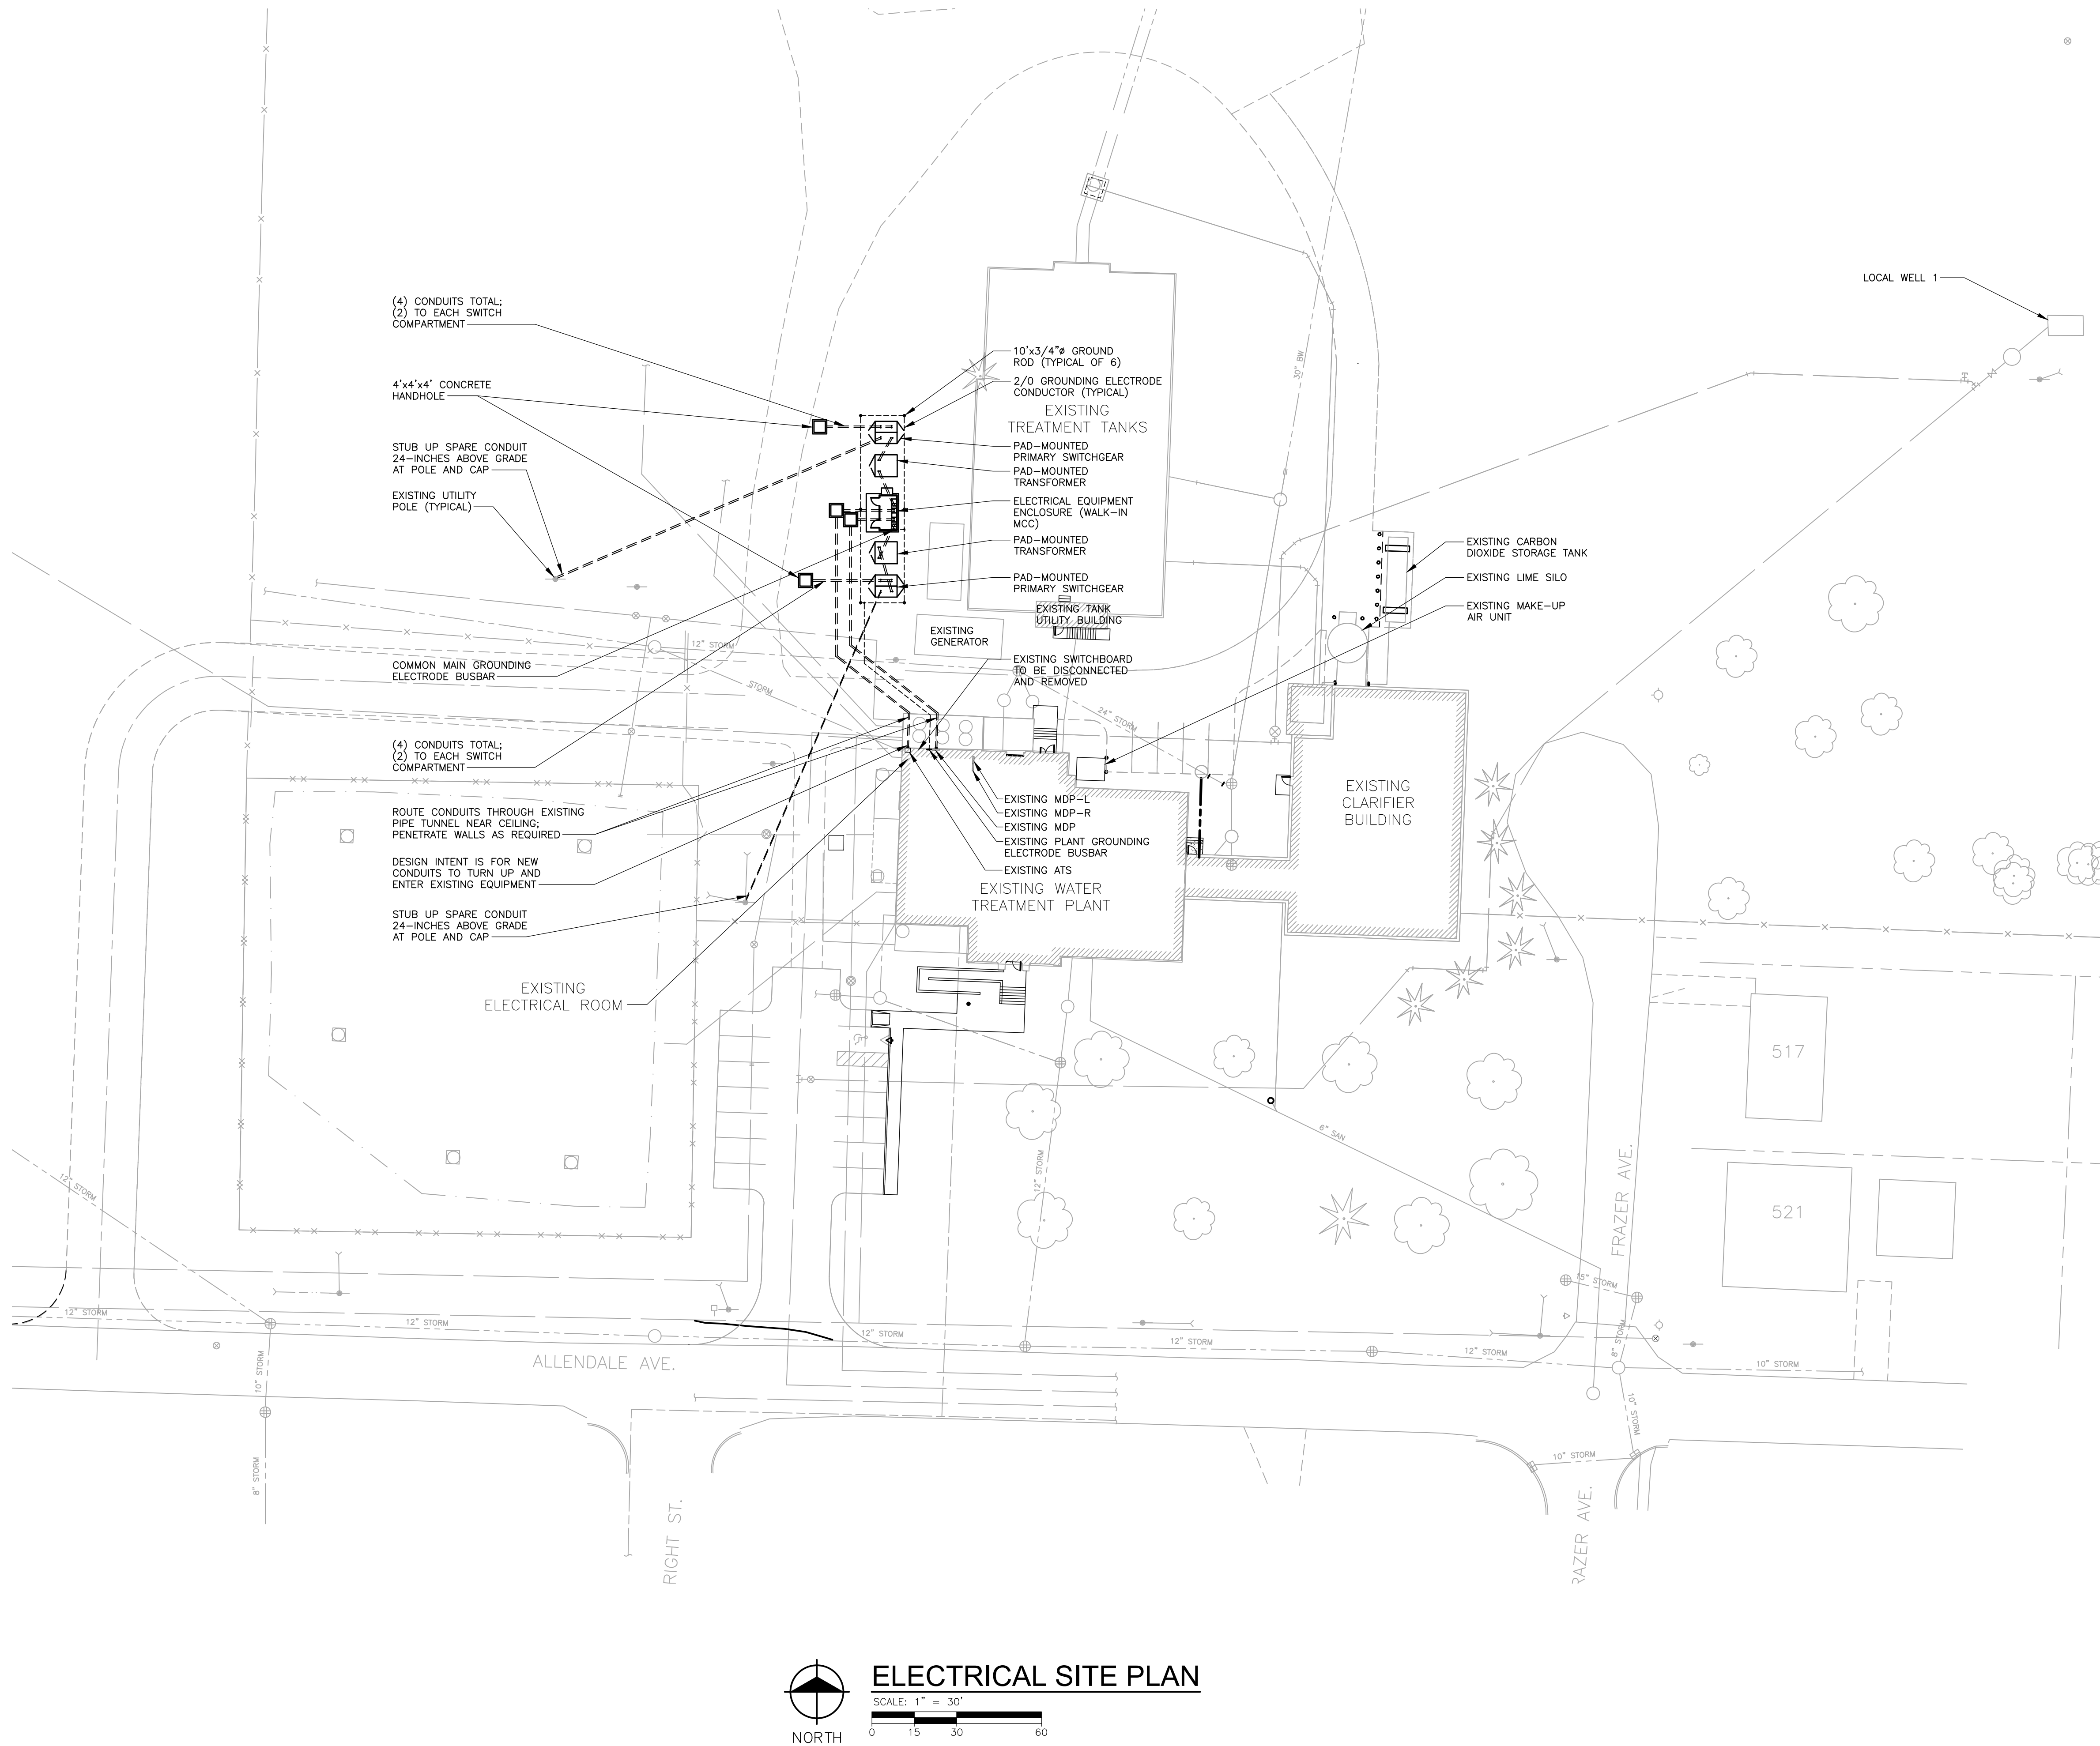 LOCAL WELL 1
(4) CONDUITS TOTAL;
(2) TO EACH SWITCH
COMPARTMENT
4'x4'x4' CONCRETE
HANDHOLE
STUB UP SPARE CONDUIT
24-INCHES ABOVE GRADE
AT POLE AND CAP
EXISTING UTILITY
POLE (TYPICAL)
COMMON MAIN GROUNDING
ELECTRODE BUSBAR
(4) CONDUITS TOTAL;
(2) TO EACH SWITCH
COMPARTMENT
ROUTE CONDUITS THROUGH EXISTING
PIPE TUNNEL NEAR CEILING;
PENETRATE WALLS AS REQUIRED
DESIGN INTENT IS FOR NEW
CONDUITS TO TURN UP AND
ENTER EXISTING EQUIPMENT
STUB UP SPARE CONDUIT
24-INCHES ABOVE GRADE
AT POLE AND CAP
EXISTING
ELECTRICAL ROOM
10'x3/4"ø GROUND
ROD (TYPICAL OF 6)
2/0 GROUNDING ELECTRODE
CONDUCTOR (TYPICAL)
EXISTING
TREATMENT TANKS
PAD-MOUNTED
PRIMARY SWITCHGEAR
PAD-MOUNTED
TRANSFORMER
ELECTRICAL EQUIPMENT
ENCLOSURE (WALK-IN
MCC)
PAD-MOUNTED
TRANSFORMER
PAD-MOUNTED
PRIMARY SWITCHGEAR
EXISTING TANK
UTILITY BUILDING
EXISTING
GENERATOR
EXISTING SWITCHBOARD
TO BE DISCONNECTED
AND REMOVED
EXISTING MDP-L
EXISTING MDP-R
EXISTING MDP
EXISTING PLANT GROUNDING
ELECTRODE BUSBAR
EXISTING ATS
EXISTING WATER
TREATMENT PLANT
30" BW
EXISTING CARBON
DIOXIDE STORAGE TANK
EXISTING LIME SILO
EXISTING MAKE-UP
AIR UNIT
EXISTING
CLARIFIER
BUILDING
12" STORM
STORM
24" STORM
12" STORM
12" STORM
6" SAN
517
521
FRAZER AVE.
15" STORM
8" STORM
12" STORM
12" STORM
12" STORM
12" STORM
12" STORM
10" STORM
10" STORM
8" STORM
10" STORM
10" STORM
ALLENDALE AVE.
RIGHT ST.
RAZER AVE.
NORTH
ELECTRICAL SITE PLAN
SCALE: 1" = 30'
0 15 30 60